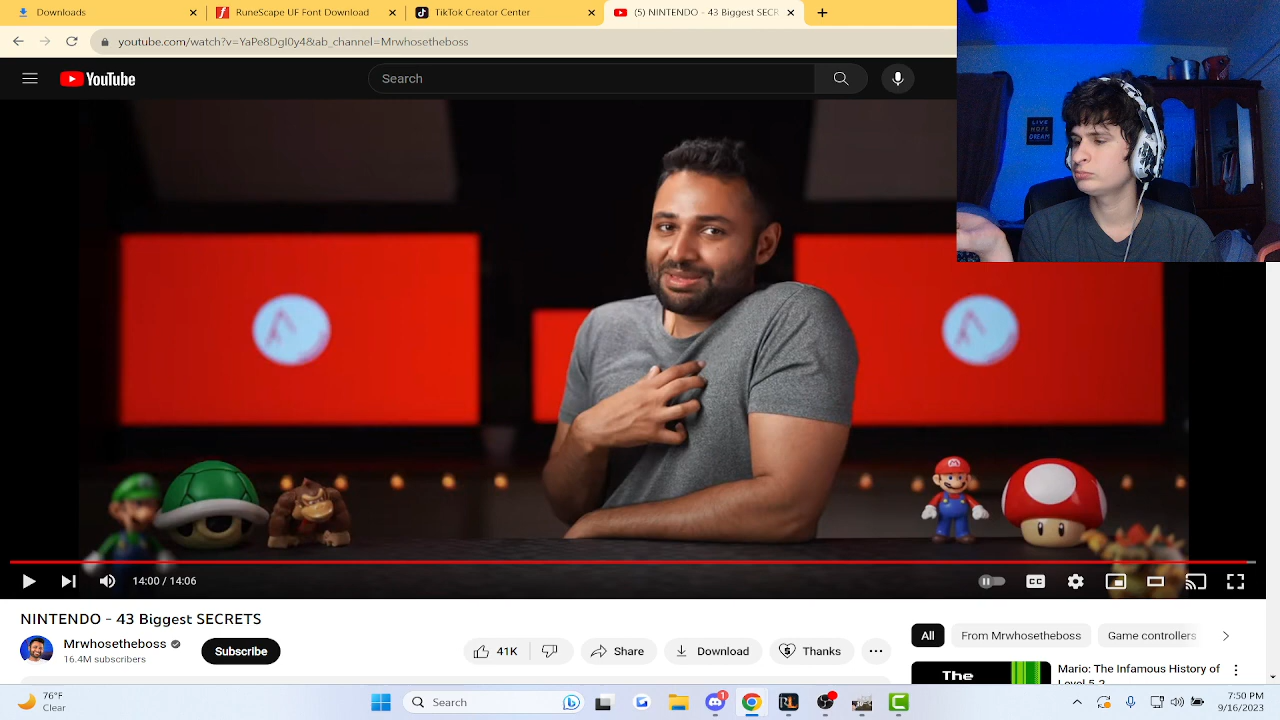 Downloads
RuneScape UF Font Download
TikTok Creator Center
(5) NINTENDO - 43 Biggest SECR
youtube.com/watch?v=YaPe8Dgl0y4&ab_channel=Mrwhosetheboss
YouTube
Search
LIVE
HOPE
DREAM
14:00 / 14:06
CC
NINTENDO - 43 Biggest SECRETS
Mrwhosetheboss
16.4M subscribers
Subscribe
41K
Share
Download
Thanks
All
From Mrwhosetheboss
Game controllers
The
Mario: The Infamous History of
Level 5-2
76°F
Clear
Search
1
7:50 PM
9/16/2023